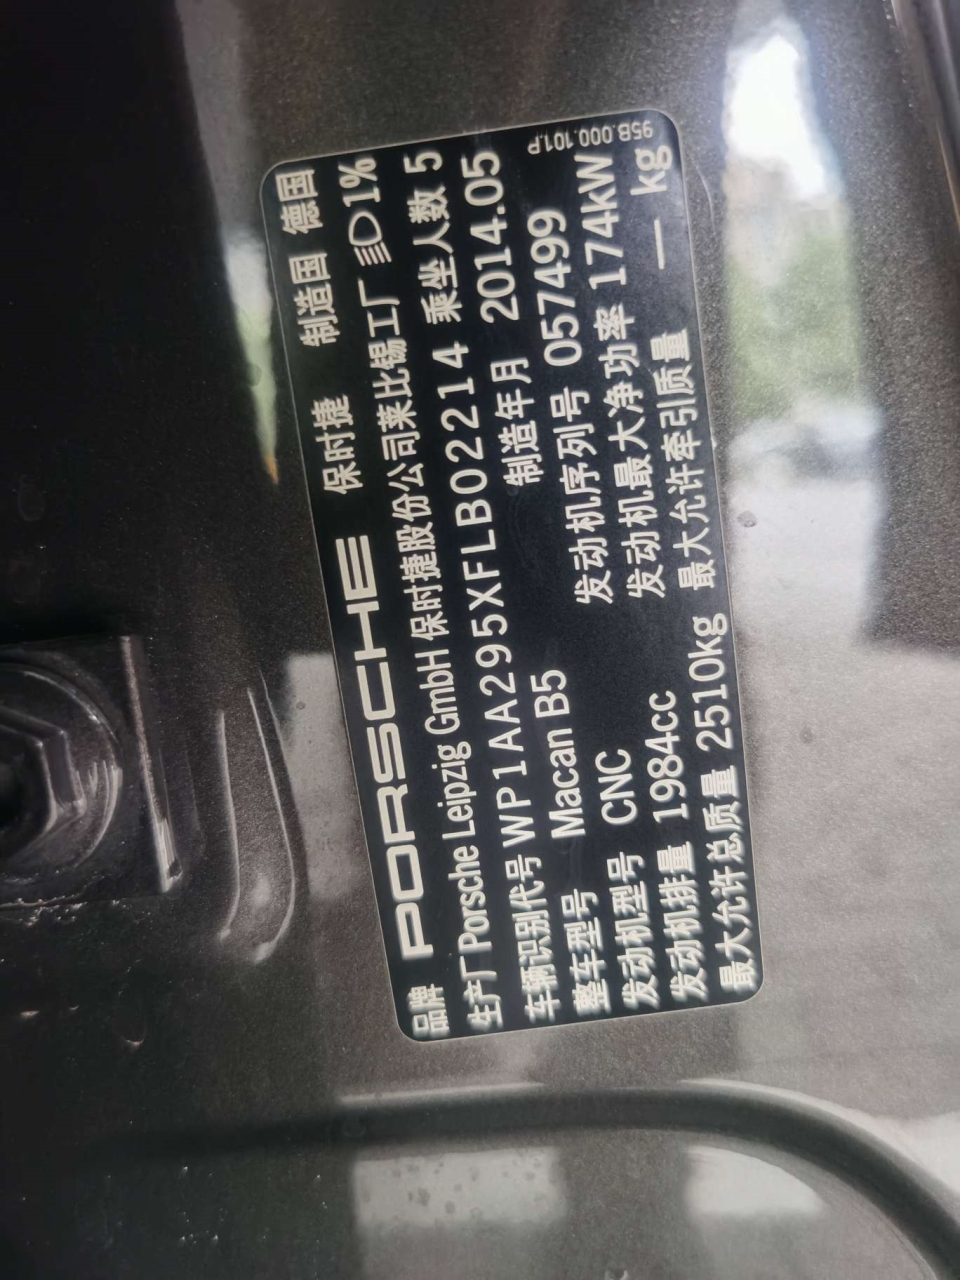 品牌 PORSCHE 保时捷 制造国 德国
生产厂 Porsche Leipzig GmbH 保时捷股份公司莱比锡工厂 1%
车辆识别代号 WP1AA295XFLB02214 乘坐人数 5
整车型号 Macan B5 制造年月 2014.05
发动机型号 CNC 发动机序列号 057499
发动机排量 1984cc 发动机最大净功率 174kW
最大允许总质量 2510kg 最大允许牵引质量 — kg
95B.000.101.P